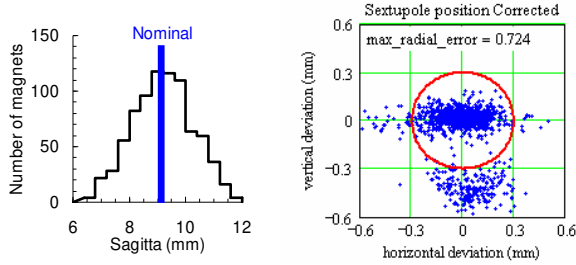 Nominal
Number of magnets
150
100
50
0
6
8
10
12
Sagitta (mm)
Sextupole position Corrected
max_radial_error = 0.724
vertical deviation (mm)
0.6
0.3
0
−0.3
−0.6
−0.6
−0.3
0
0.3
0.6
horizontal deviation (mm)